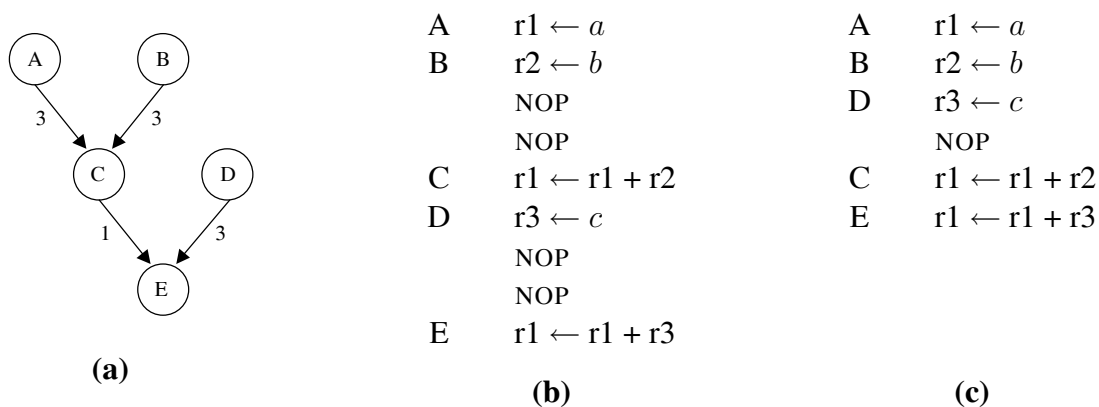 A B
3 3
C D
1 3
E
(a)
A r1 ← a
B r2 ← b
NOP
NOP
C r1 ← r1 + r2
D r3 ← c
NOP
NOP
E r1 ← r1 + r3
(b)
A r1 ← a
B r2 ← b
D r3 ← c
NOP
C r1 ← r1 + r2
E r1 ← r1 + r3
(c)